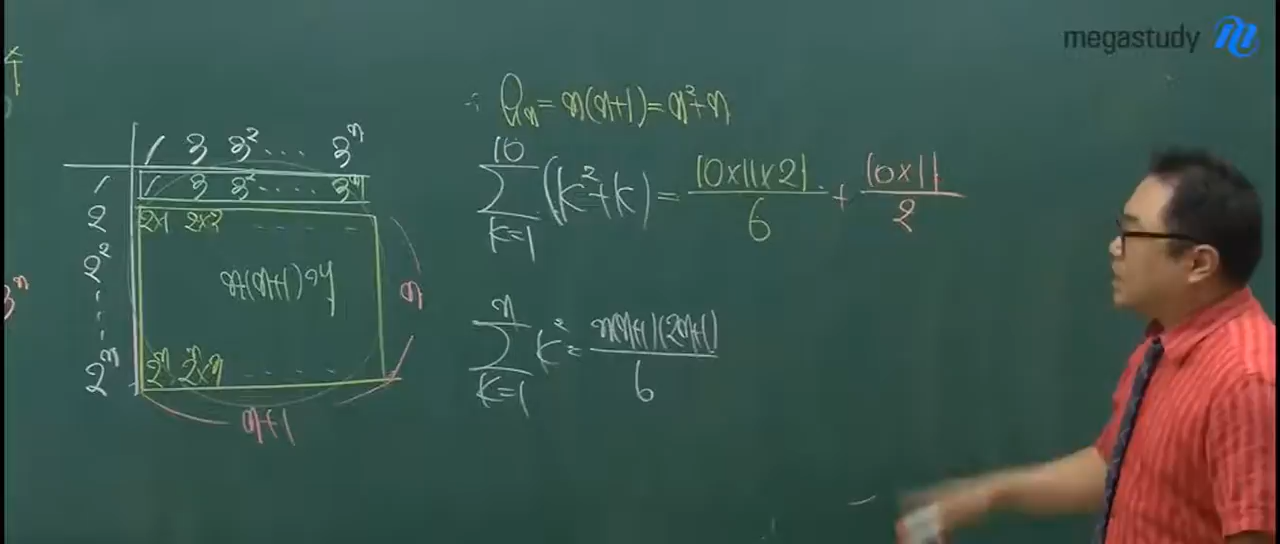 megastudy
∴ aₙ = n(n+1) = n²+n
1 3 3² ... 3ⁿ
1 1 3 3² ..... 3ⁿ
2 2×1 2×3 - - - - -
2²
n(n+1)개
n
2ⁿ 2ⁿ 2ⁿ×3 - - - -
n+1
3ⁿ
10
∑ (k²+k) = 10×11×21 / 6 + 10×11 / 2
k=1
n
∑ k² = n(n+1)(2n+1) / 6
k=1